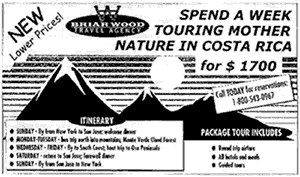 NEW
Lower Prices!
BRIARWOOD
TRAVEL AGENCY
SPEND A WEEK
TOURING MOTHER
NATURE IN COSTA RICA
for $ 1700
Call TODAY for reservations:
1-800-543-0967
ITINERARY
SUNDAY - fly from New York to San Jose; welcome dinner
MONDAY-TUESDAY - bus trip north into mountains; Monte Verde Cloud Forest
WEDNESDAY - FRIDAY - fly to South Coast; boat trip to Osa Peninsula
SATURDAY - return to San Jose; farewell dinner
SUNDAY - fly from San Jose to New York
PACKAGE TOUR INCLUDES
Round trip airfare
All hotels and meals
Guided tours